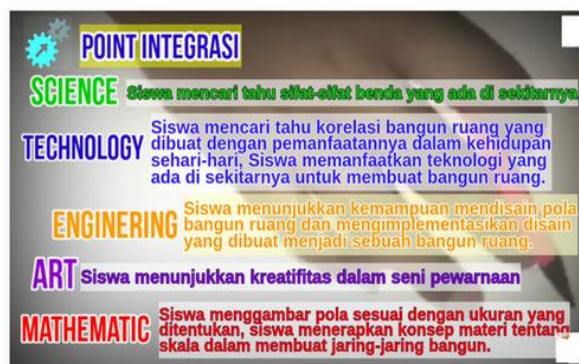 POINT INTEGRASI
SCIENCE Siswa mencari tahu sifat-sifat benda yang ada di sekitarnya
TECHNOLOGY
Siswa mencari tahu korelasi bangun ruang yang
dibuat dengan pemanfaatannya dalam kehidupan
sehari-hari, Siswa memanfaatkan teknologi yang
ada di sekitarnya untuk membuat bangun ruang.
ENGINERING
Siswa menunjukkan kemampuan mendisain pola
bangun ruang dan mengimplementasikan disain
yang dibuat menjadi sebuah bangun ruang.
ART Siswa menunjukkan kreatifitas dalam seni pewarnaan
MATHEMATIC
Siswa menggambar pola sesuai dengan ukuran yang
ditentukan, siswa menerapkan konsep materi tentang
skala dalam membuat jaring-jaring bangun.